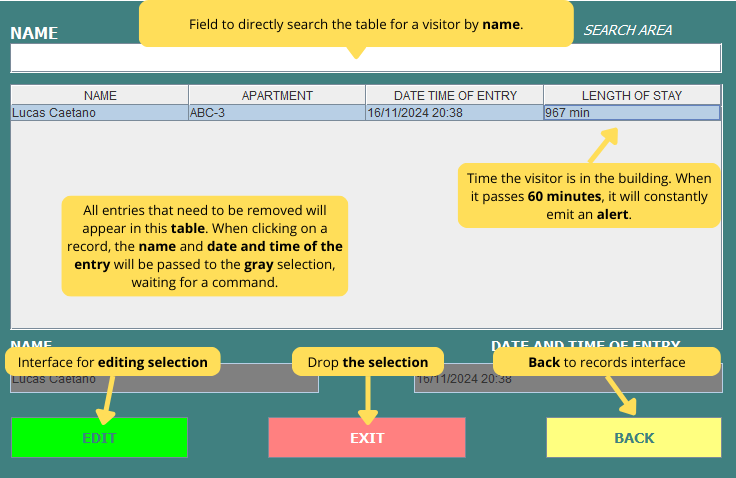 Field to directly search the table for a visitor by name.
NAME
SEARCH AREA
NAME APARTMENT DATE TIME OF ENTRY LENGTH OF STAY
Lucas Caetano ABC-3 16/11/2024 20:38 967 min
Time the visitor is in the building. When
it passes 60 minutes, it will constantly
emit an alert.
All entries that need to be removed will
appear in this table. When clicking on a
record, the name and date and time of the
entry will be passed to the gray selection,
waiting for a command.
NAME DATE AND TIME OF ENTRY
Interface for editing selection
Drop the selection
Back to records interface
Lucas Caetano 16/11/2024 20:38
EDIT EXIT BACK